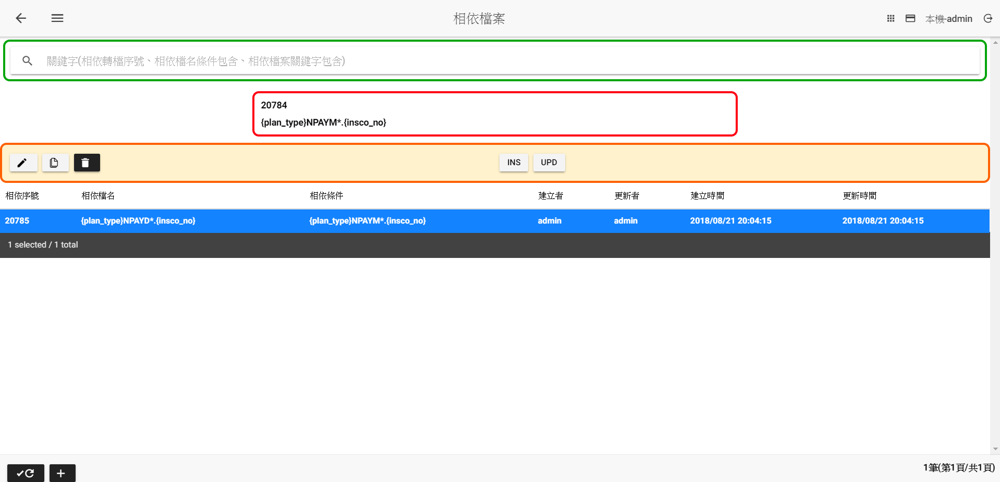 相依檔案
本機-admin
關鍵字(相依轉檔序號、相依檔名條件包含、相依檔案關鍵字包含)
20784
{plan_type}NPAYM*.{insco_no}
INS UPD
相依序號 相依檔名 相依條件 建立者 更新者 建立時間 更新時間
20785 {plan_type}NPAYD*.{insco_no} {plan_type}NPAYM*.{insco_no} admin admin 2018/08/21 20:04:15 2018/08/21 20:04:15
1 selected / 1 total
1筆(第1頁/共1頁)